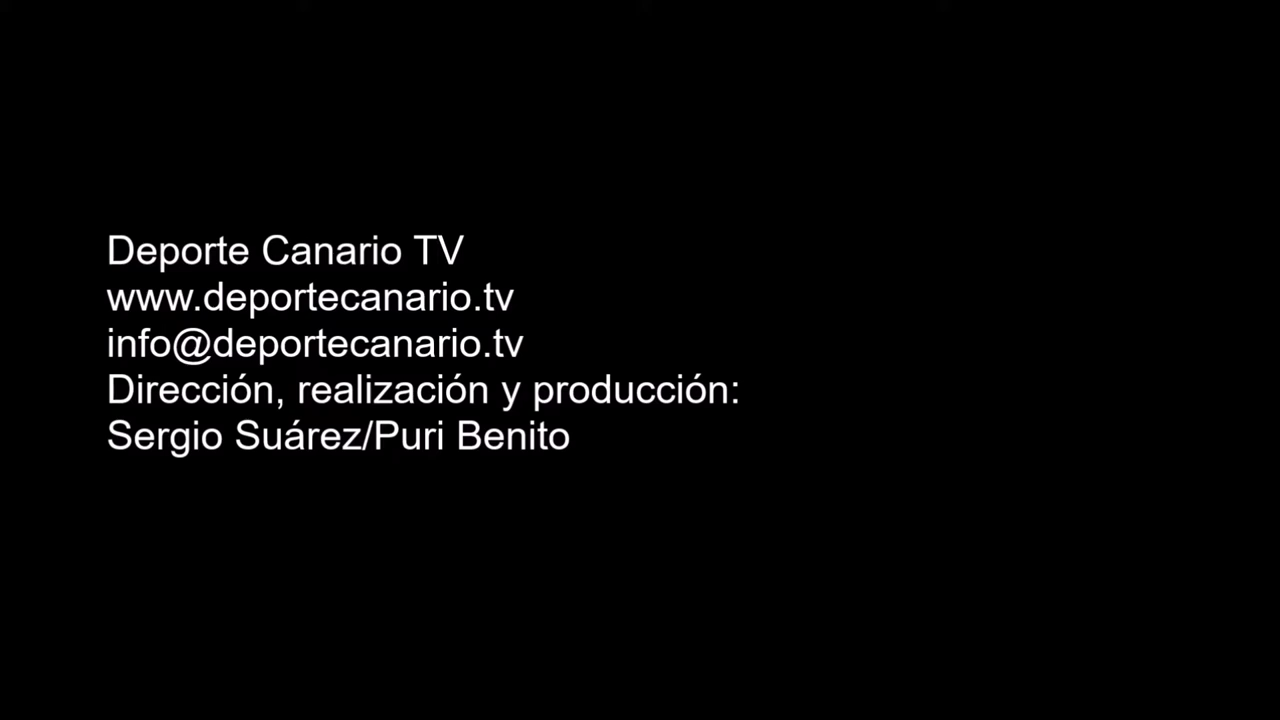 Deporte Canario TV
www.deportecanario.tv
info@deportecanario.tv
Dirección, realización y producción:
Sergio Suárez/Puri Benito